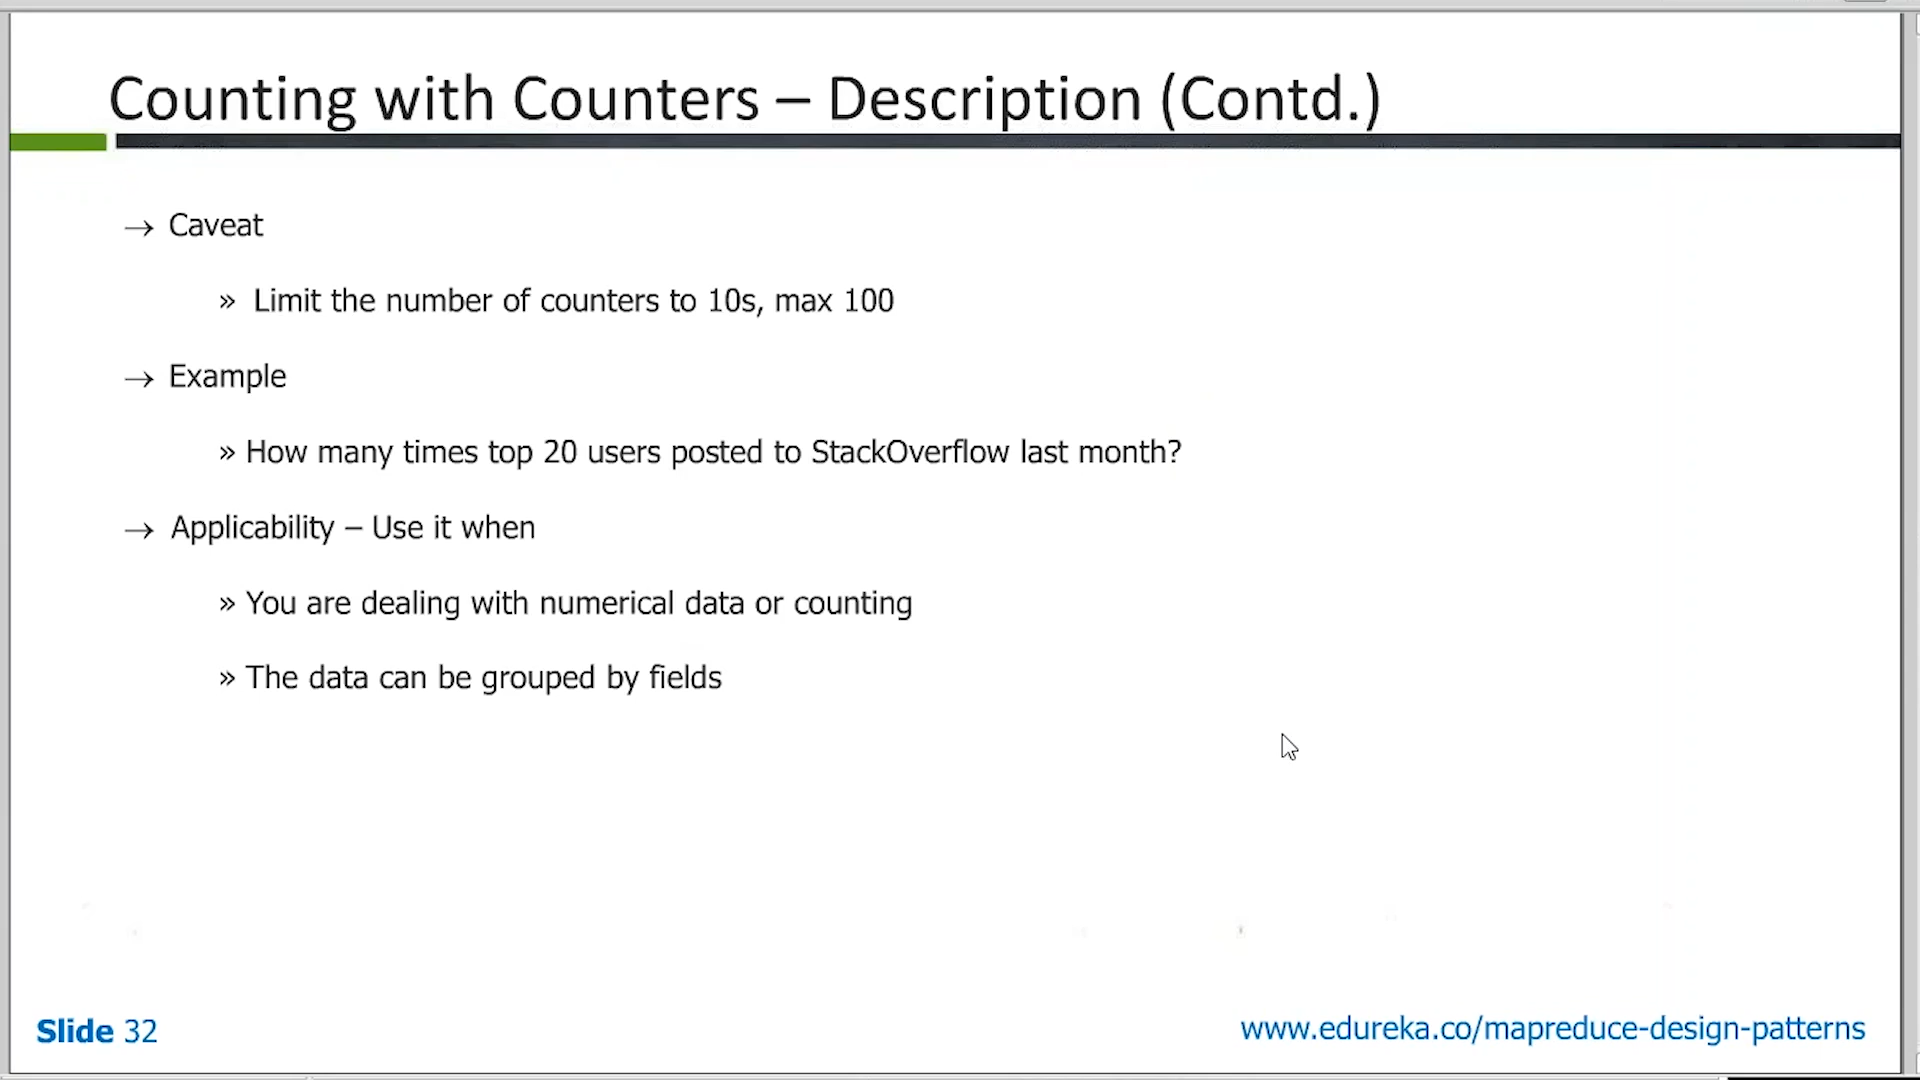 Counting with Counters – Description (Contd.)
→ Caveat
» Limit the number of counters to 10s, max 100
→ Example
» How many times top 20 users posted to StackOverflow last month?
→ Applicability – Use it when
» You are dealing with numerical data or counting
» The data can be grouped by fields
Slide 32
www.edureka.co/mapreduce-design-patterns